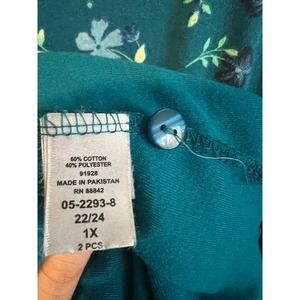 60% COTTON
40% POLYESTER
91928
MADE IN PAKISTAN
RN 88842
05-2293-8
22/24
1X
2 PCS